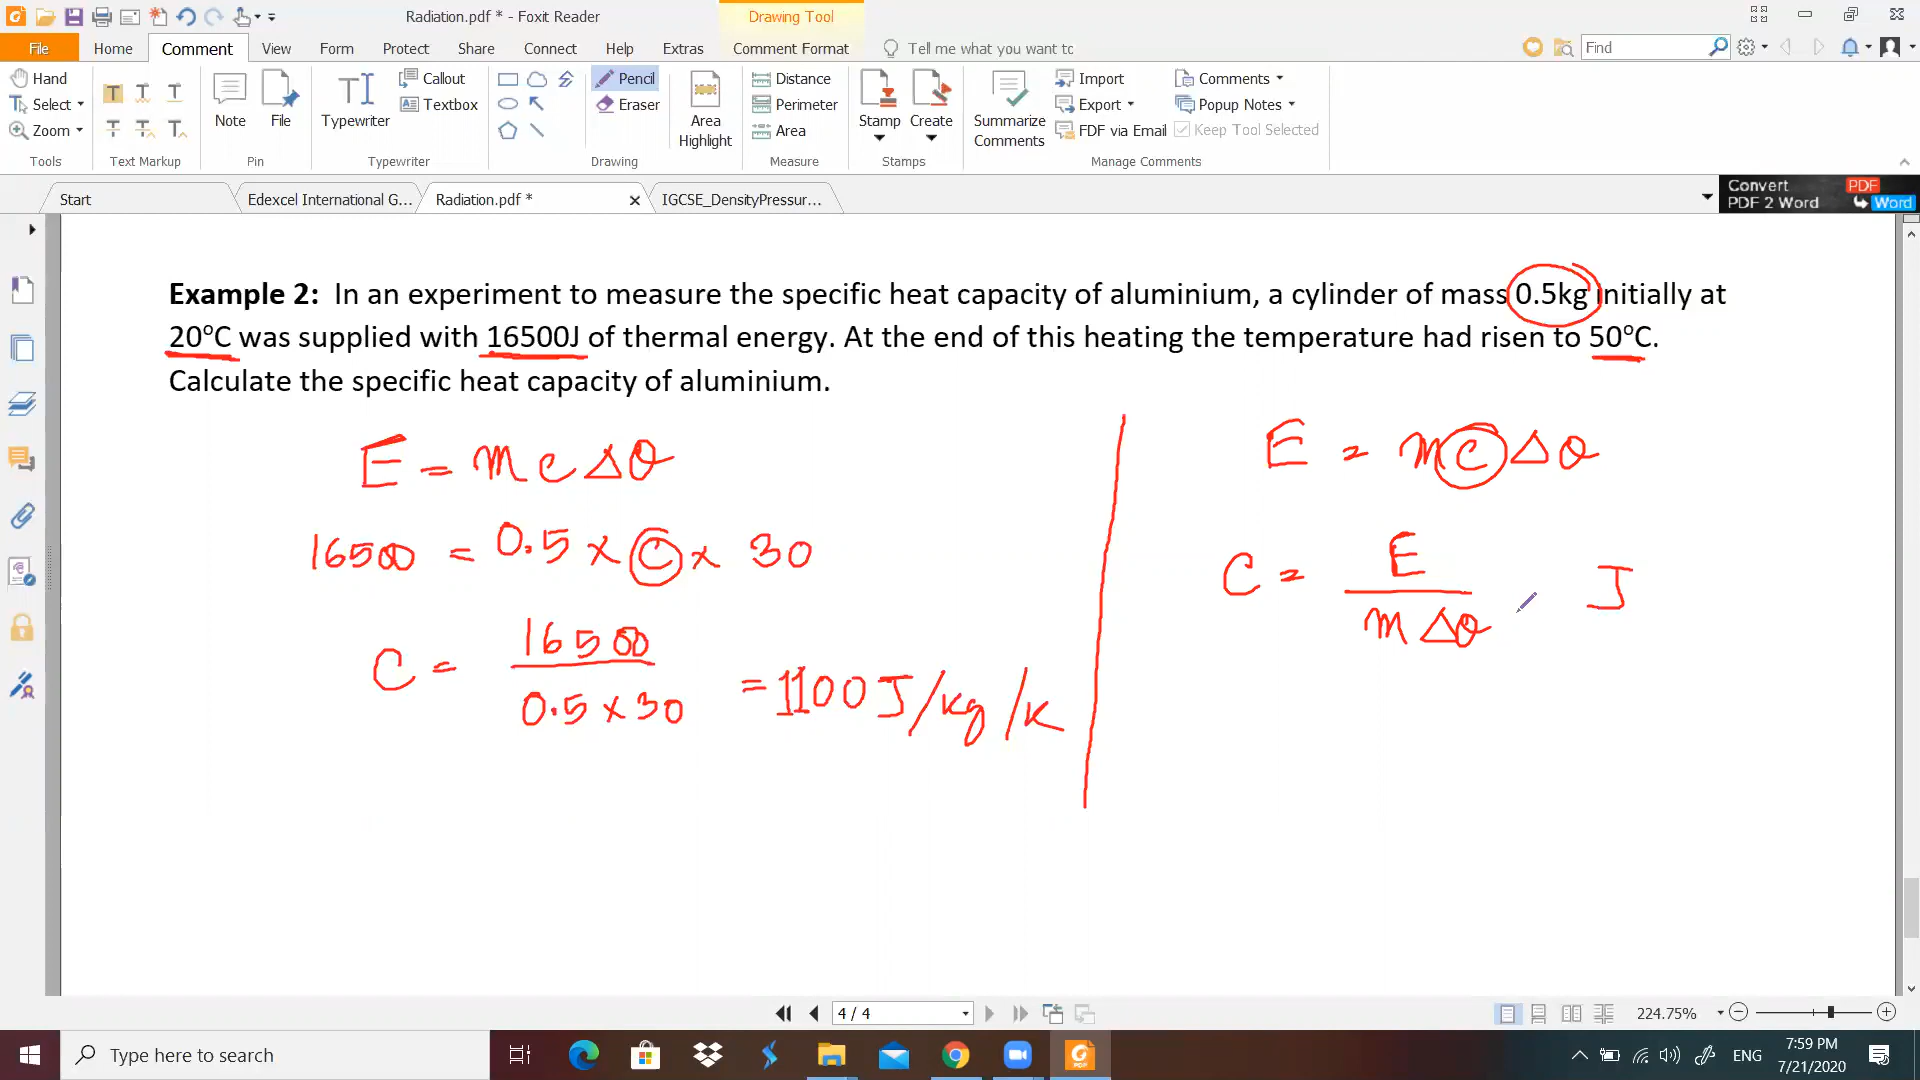 Radiation.pdf * - Foxit Reader
Drawing Tool
File Home Comment View Form Protect Share Connect Help Extras Comment Format Tell me what you want to Find
Hand
Select
Zoom
Tools
Text Markup
Note
File
Pin
Typewriter
Callout
Textbox
Typewriter
Pencil
Eraser
Area Highlight
Drawing
Distance
Perimeter
Area
Measure
Stamp
Create
Stamps
Summarize Comments
Import
Export
FDF via Email
Comments
Popup Notes
Keep Tool Selected
Manage Comments
Start
Edexcel International G...
Radiation.pdf *
IGCSE_DensityPressur...
Convert PDF
PDF 2 Word Word
Example 2: In an experiment to measure the specific heat capacity of aluminium, a cylinder of mass 0.5kg initially at
20°C was supplied with 16500J of thermal energy. At the end of this heating the temperature had risen to 50°C.
Calculate the specific heat capacity of aluminium.
E = mcΔθ
16500 = 0.5 × c × 30
C = 16500 / 0.5 × 30 = 1100 J/kg/K
E = mcΔθ
C = E / mΔθ J
4 / 4
224.75%
Type here to search
ENG
7:59 PM
7/21/2020